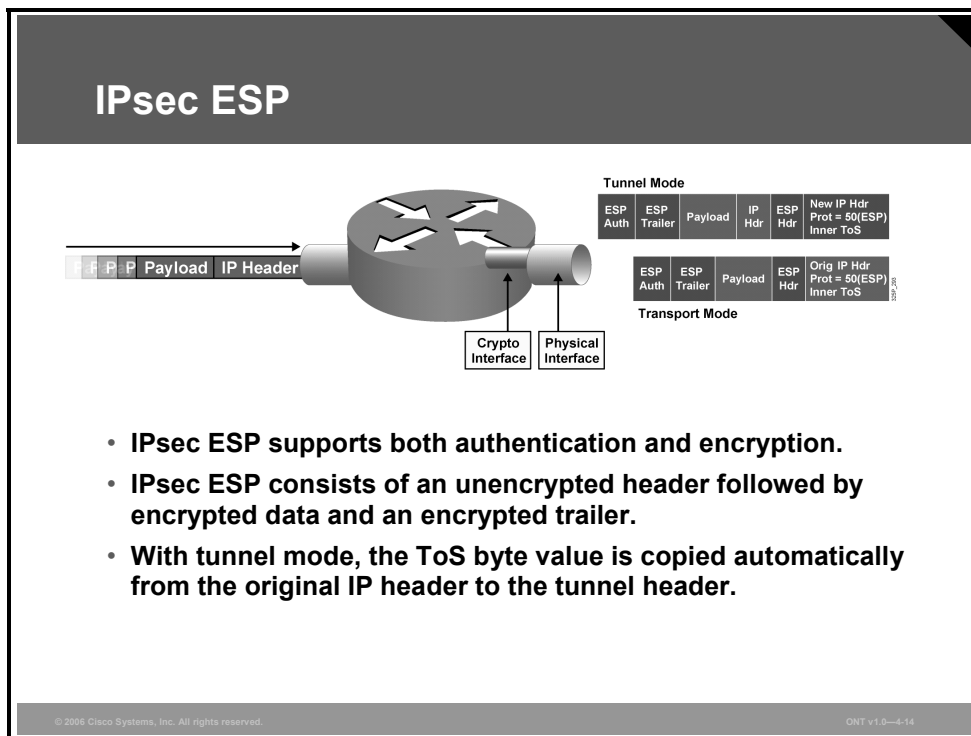 IPsec ESP
Tunnel Mode
ESP Auth
ESP Trailer
Payload
IP Hdr
ESP Hdr
New IP Hdr
Prot = 50(ESP)
Inner ToS
Payload
IP Header
ESP Auth
ESP Trailer
Payload
ESP Hdr
Orig IP Hdr
Prot = 50(ESP)
Inner ToS
Transport Mode
Crypto
Interface
Physical
Interface
• IPsec ESP supports both authentication and encryption.
• IPsec ESP consists of an unencrypted header followed by
encrypted data and an encrypted trailer.
• With tunnel mode, the ToS byte value is copied automatically
from the original IP header to the tunnel header.
© 2006 Cisco Systems, Inc. All rights reserved.
ONT v1.0—4-14